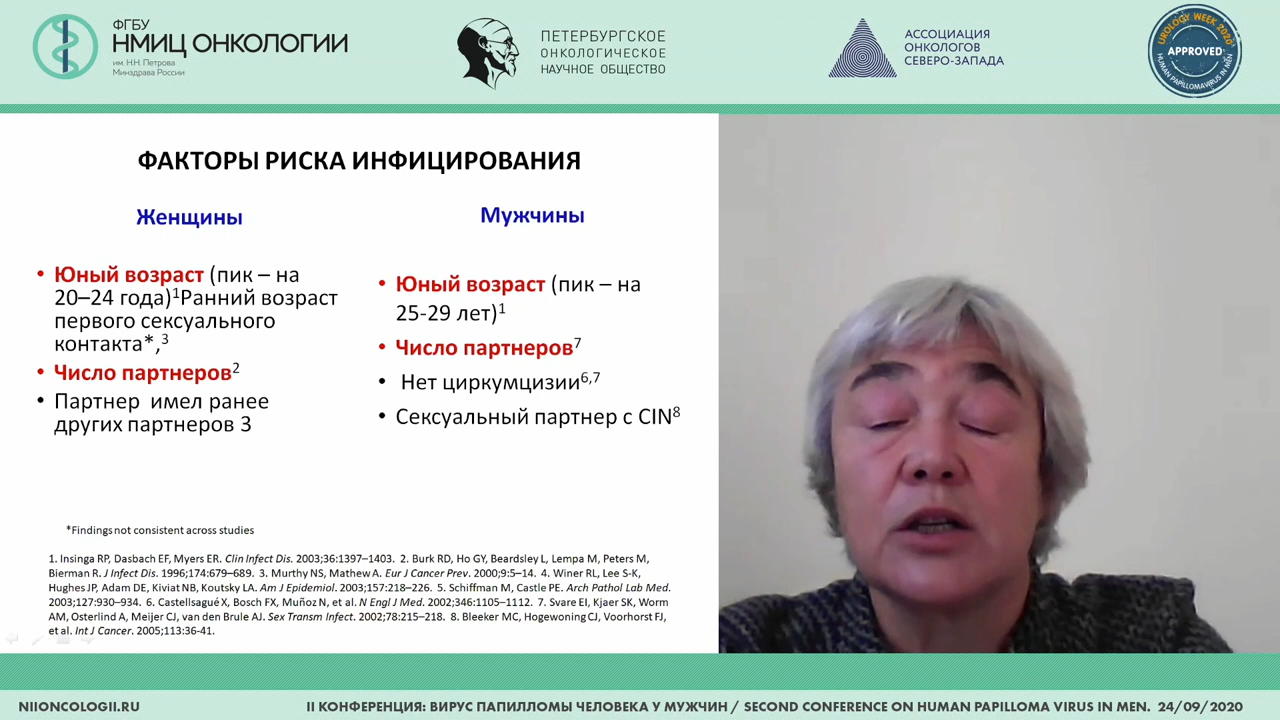 ФГБУ
НМИЦ ОНКОЛОГИИ
им. Н.Н. Петрова
Минздрава России
ПЕТЕРБУРГСКОЕ
ОНКОЛОГИЧЕСКОЕ
НАУЧНОЕ ОБЩЕСТВО
АССОЦИАЦИЯ
ОНКОЛОГОВ
СЕВЕРО-ЗАПАДА
UROLOGY WEEK 2020
APPROVED
HUMAN PAPILLOMAVIRUS IN MEN
ФАКТОРЫ РИСКА ИНФИЦИРОВАНИЯ
Женщины
• Юный возраст (пик – на
20–24 года)1Ранний возраст
первого сексуального
контакта*,3
• Число партнеров2
• Партнер имел ранее
других партнеров 3
Мужчины
• Юный возраст (пик – на
25-29 лет)1
• Число партнеров7
• Нет циркумцизии6,7
• Сексуальный партнер с CIN8
*Findings not consistent across studies
1. Insinga RP, Dasbach EF, Myers ER. Clin Infect Dis. 2003;36:1397–1403. 2. Burk RD, Ho GY, Beardsley L, Lempa M, Peters M,
Bierman R. J Infect Dis. 1996;174:679–689. 3. Murthy NS, Mathew A. Eur J Cancer Prev. 2000;9:5–14. 4. Winer RL, Lee S-K,
Hughes JP, Adam DE, Kiviat NB, Koutsky LA. Am J Epidemiol. 2003;157:218–226. 5. Schiffman M, Castle PE. Arch Pathol Lab Med.
2003;127:930–934. 6. Castellsagué X, Bosch FX, Muñoz N, et al. N Engl J Med. 2002;346:1105–1112. 7. Svare EI, Kjaer SK, Worm
AM, Osterlind A, Meijer CJ, van den Brule AJ. Sex Transm Infect. 2002;78:215–218. 8. Bleeker MC, Hogewoning CJ, Voorhorst FJ,
et al. Int J Cancer. 2005;113:36-41.
NIIONCOLOGII.RU
II КОНФЕРЕНЦИЯ: ВИРУС ПАПИЛЛОМЫ ЧЕЛОВЕКА У МУЖЧИН / SECOND CONFERENCE ON HUMAN PAPILLOMA VIRUS IN MEN. 24/09/2020